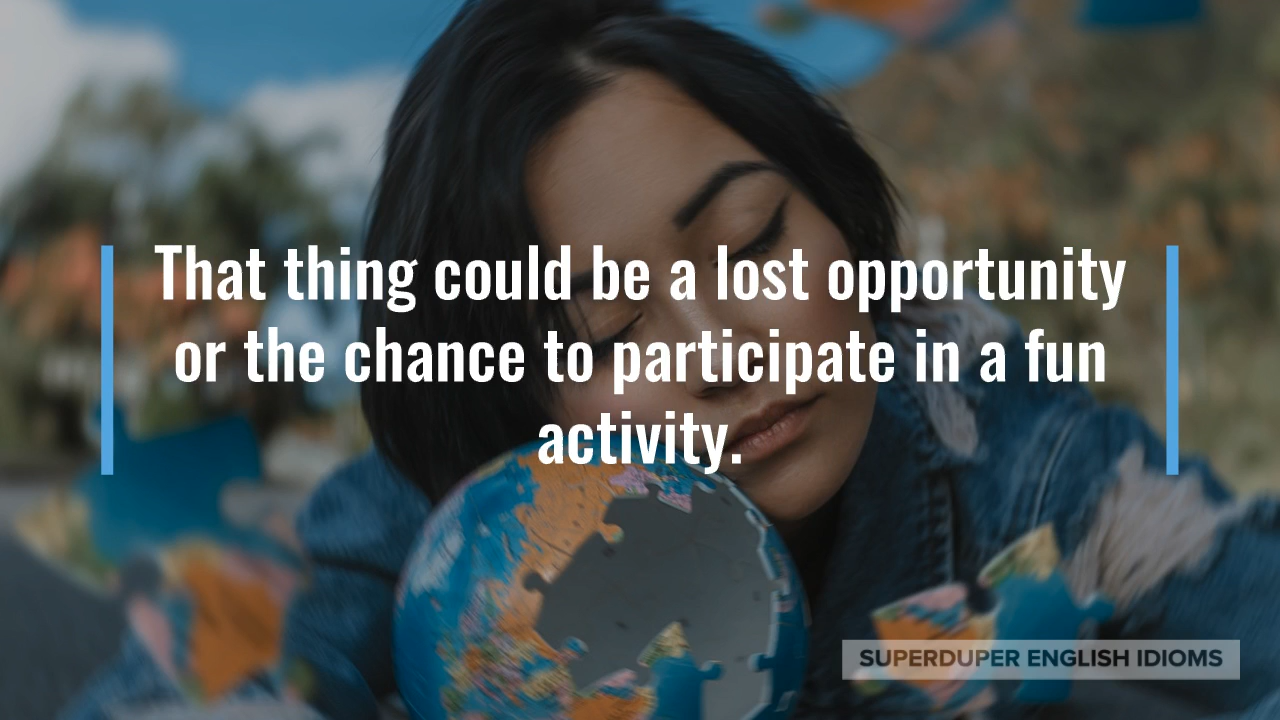 That thing could be a lost opportunity
or the chance to participate in a fun
activity.
SUPERDUPER ENGLISH IDIOMS